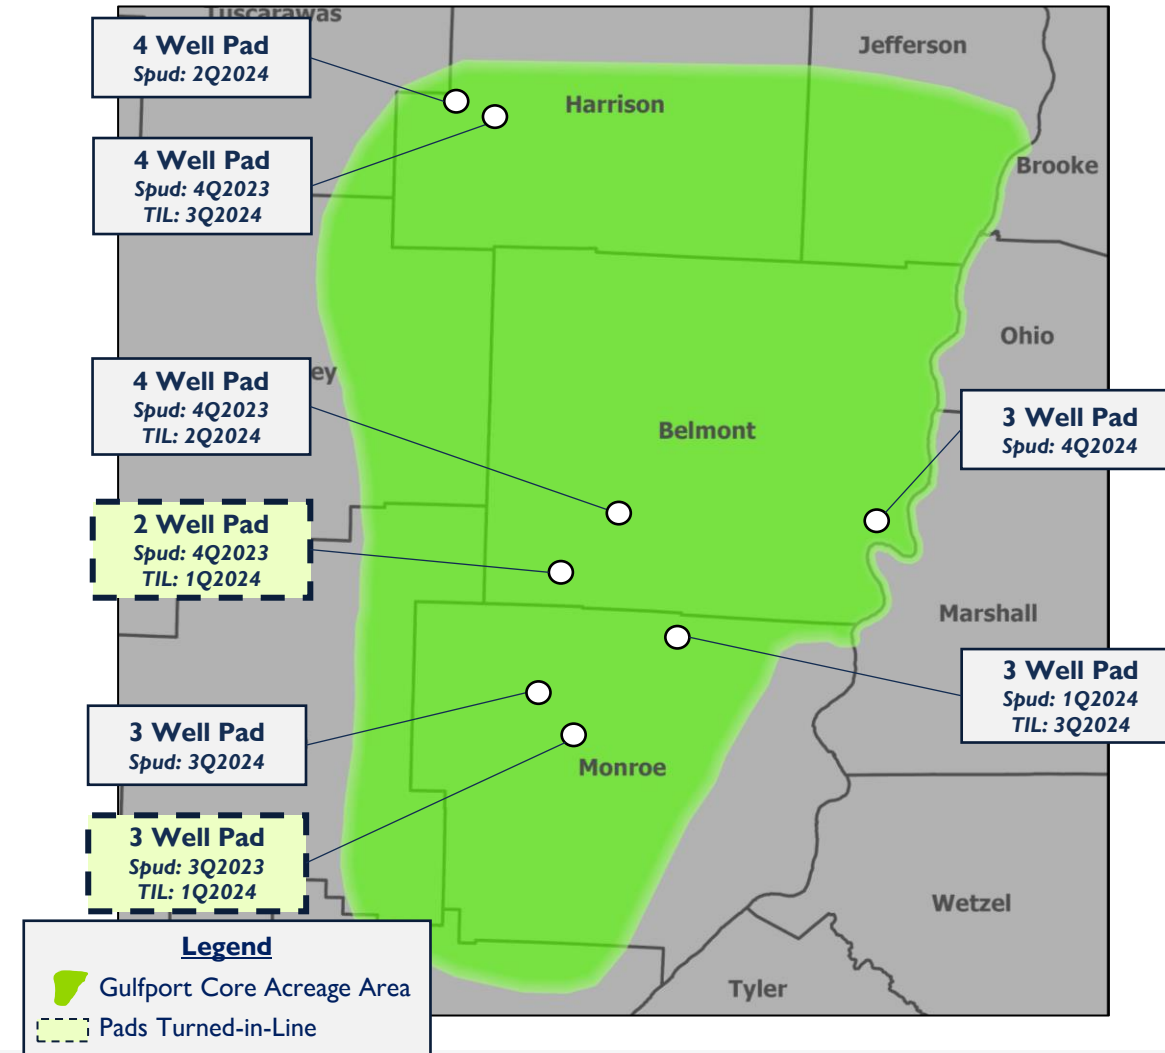 Tuscarawas
4 Well Pad
Spud: 2Q2024
Jefferson
Harrison
4 Well Pad
Spud: 4Q2023
TIL: 3Q2024
Brooke
Ohio
4 Well Pad
Spud: 4Q2023
TIL: 2Q2024
ey
Belmont
3 Well Pad
Spud: 4Q2024
2 Well Pad
Spud: 4Q2023
TIL: 1Q2024
Marshall
3 Well Pad
Spud: 1Q2024
TIL: 3Q2024
3 Well Pad
Spud: 3Q2024
Monroe
3 Well Pad
Spud: 3Q2023
TIL: 1Q2024
Wetzel
Tyler
Legend
Gulfport Core Acreage Area
Pads Turned-in-Line